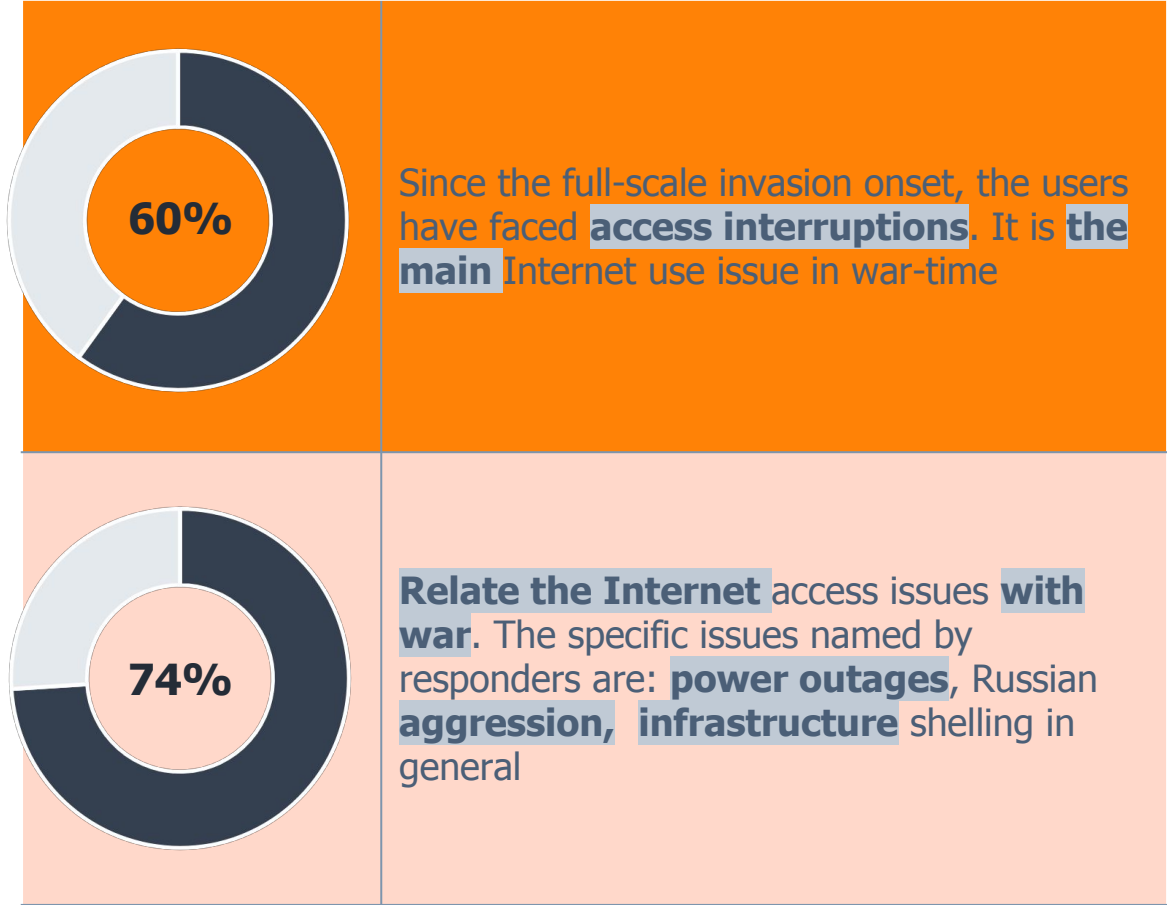 60%
Since the full-scale invasion onset, the users
have faced access interruptions. It is the
main Internet use issue in war-time
74%
Relate the Internet access issues with
war. The specific issues named by
responders are: power outages, Russian
aggression, infrastructure shelling in
general